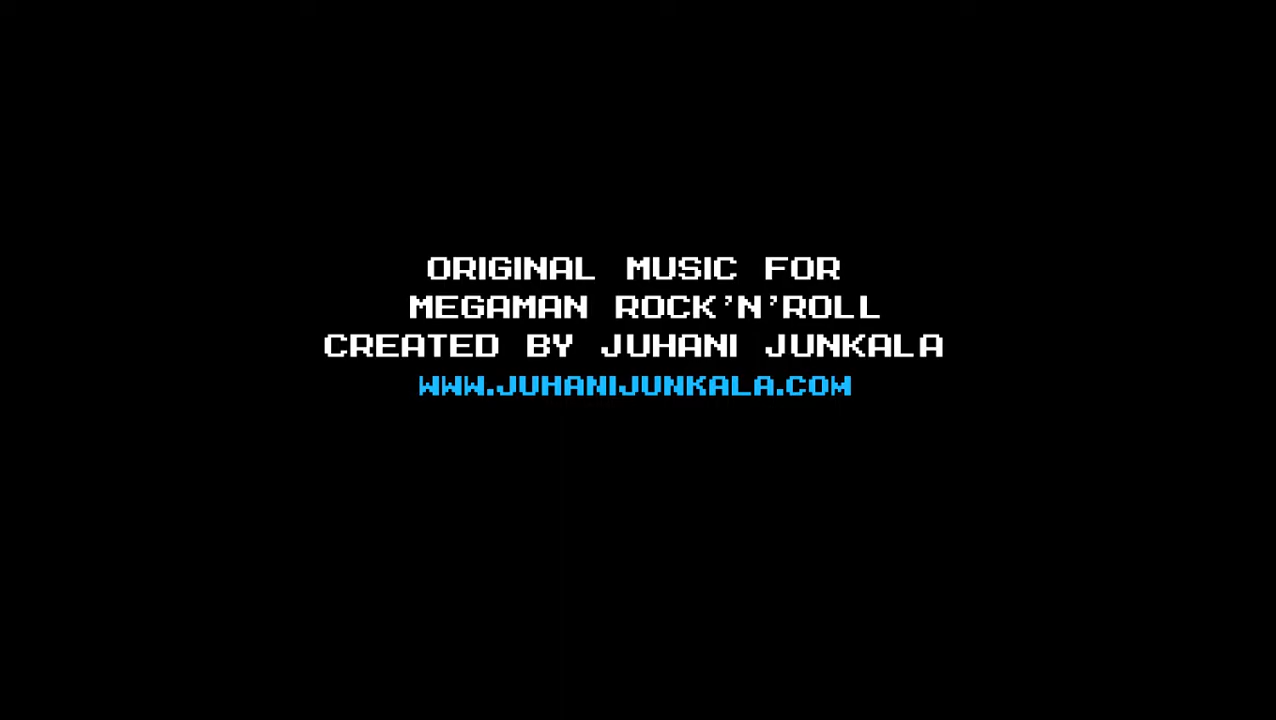 ORIGINAL MUSIC FOR
MEGAMAN ROCK'N'ROLL
CREATED BY JUHANI JUNKALA
WWW.JUHANIJUNKALA.COM